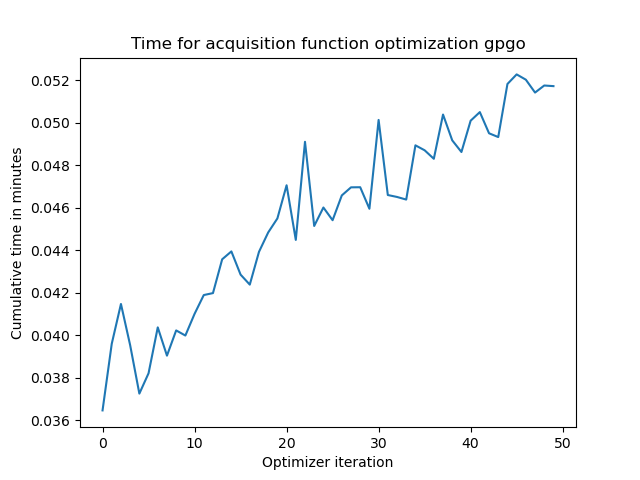 Time for acquisition function optimization gpgo
0.052
0.050
0.048
0.046
0.044
0.042
0.040
0.038
0.036
Cumulative time in minutes
0 10 20 30 40 50
Optimizer iteration